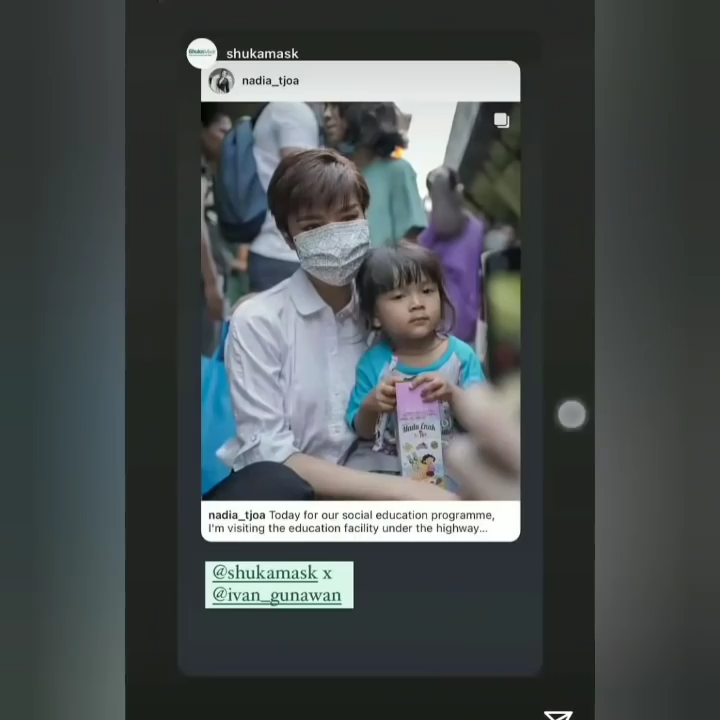 shukamask
nadia_tjoa
nadia_tjoa Today for our social education programme,
I'm visiting the education facility under the highway...
@shukamask x
@ivan_gunawan